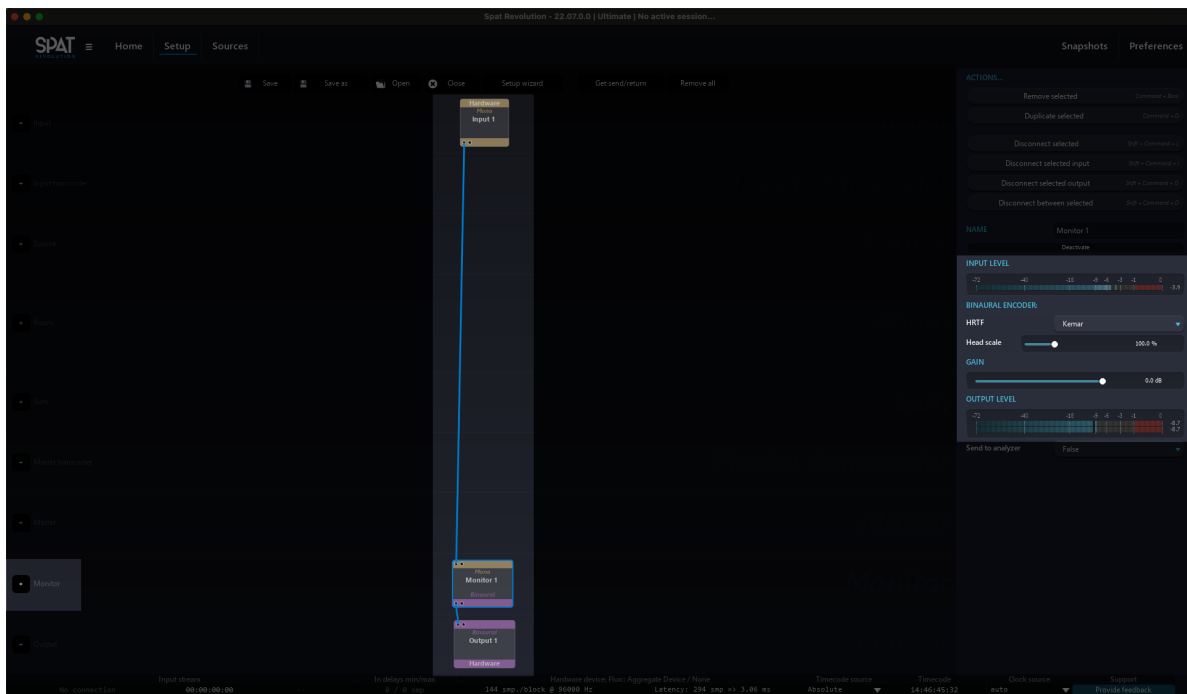 Spat Revolution - 22.07.0.0 | Ultimate | No active session...
SPAT
REVOLUTION
Home
Setup
Sources
Snapshots
Preferences
Save
Save as
Open
Close
Setup wizard
Get send/return
Remove all
ACTIONS...
Remove selected
Duplicate selected
Disconnect selected
Disconnect selected input
Disconnect selected output
Disconnect between selected
Hardware
Mono
Input 1
Input
Input transcoder
Source
Room
Master transcoder
Master
Monitor
Output
NAME
Monitor 1
Deactivate
INPUT LEVEL
-72 -40 -18 -9 -6 -3 -1 0
-3.9
BINAURAL ENCODER:
HRTF
Kemar
Head scale
100.0 %
GAIN
0.0 dB
OUTPUT LEVEL
-72 -40 -18 -9 -6 -3 -1 0
-8.7
-8.7
Send to analyzer
False
Mono
Monitor 1
Binaural
Binaural
Output 1
Hardware
Input stream
No connection
00:00:00:00
In delays min/max
0 / 0 smp
Hardware device: Flux:: Aggregate Device / None
144 smp./block @ 96000 Hz
Latency: 294 smp => 3.06 ms
Timecode source
Absolute
Timecode
14:46:45:32
Clock source
auto
Support
Provide feedback